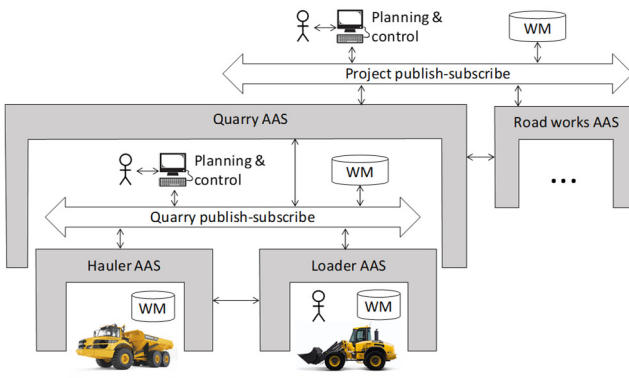 Planning &
control
WM
Project publish-subscribe
Quarry AAS
Road works AAS
Planning &
control
WM
...
Quarry publish-subscribe
Hauler AAS
Loader AAS
WM
WM